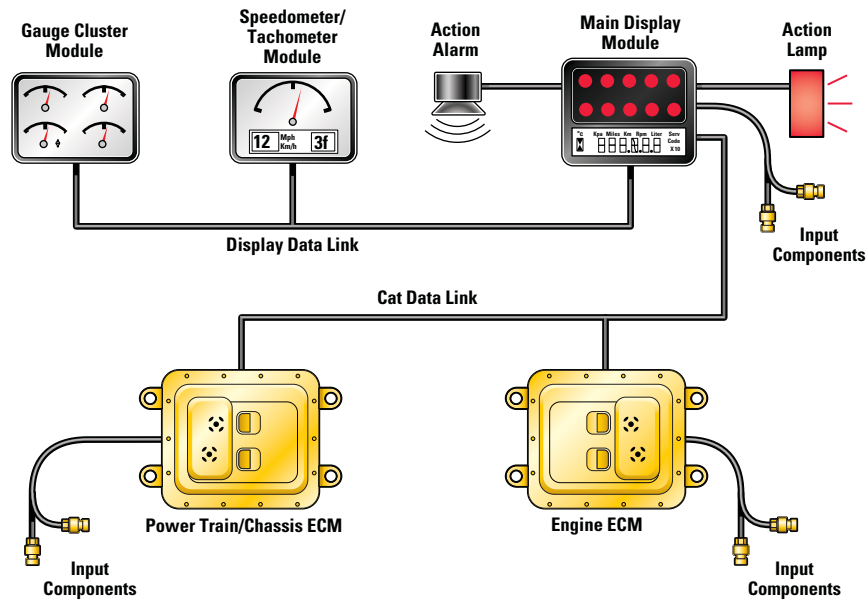 Gauge Cluster
Module
Speedometer/
Tachometer
Module
Action
Alarm
Main Display
Module
Action
Lamp
12
Mph
Km/h
3f
°C Kpa Miles Km Rpm Liter Serv
Code
X10
Display Data Link
Input
Components
Cat Data Link
Power Train/Chassis ECM
Engine ECM
Input
Components
Input
Components